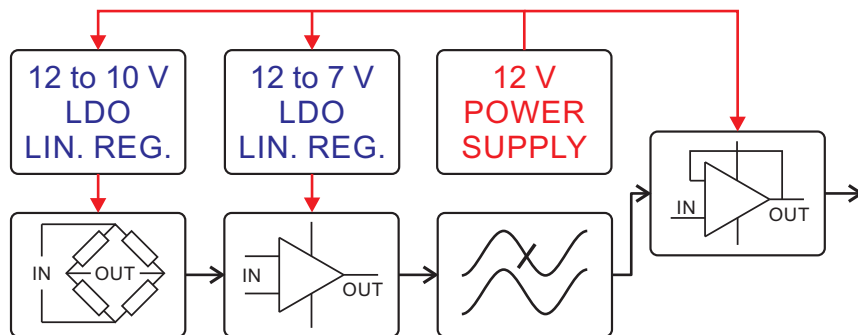 12 to 10 V
LDO
LIN. REG.
12 to 7 V
LDO
LIN. REG.
12 V
POWER
SUPPLY
IN
OUT
IN
OUT
IN
OUT